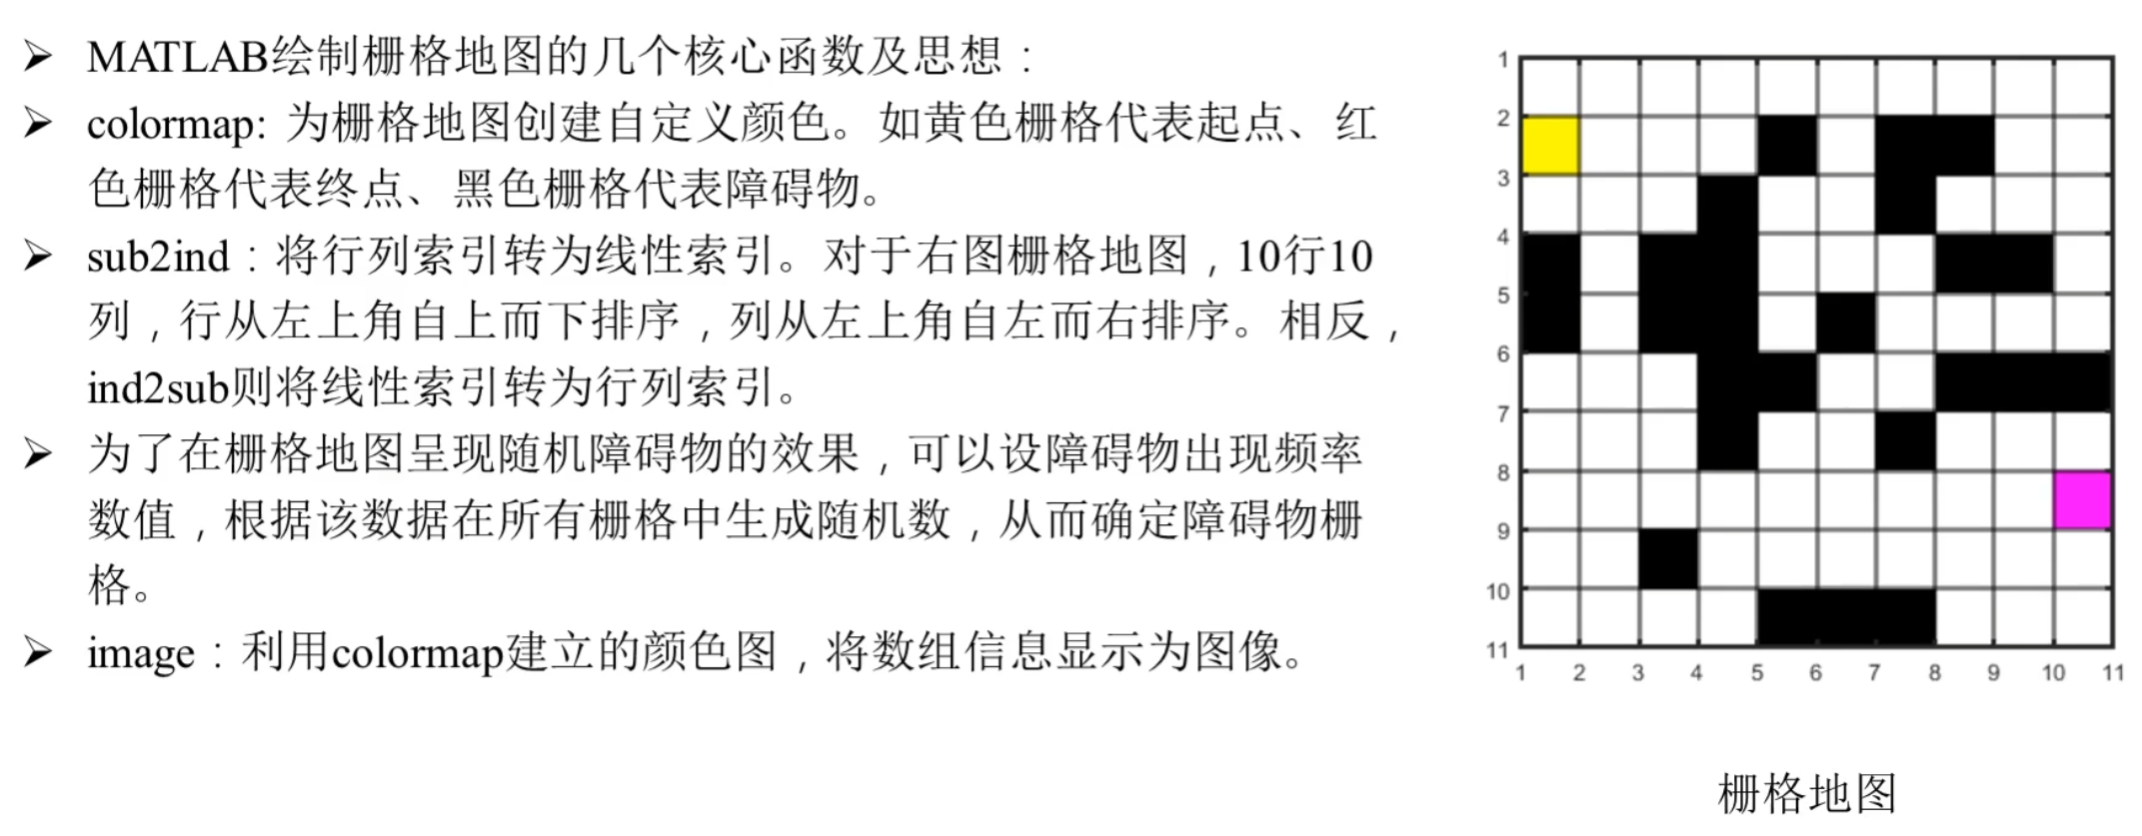 ➢ MATLAB绘制栅格地图的几个核心函数及思想：
➢ colormap: 为栅格地图创建自定义颜色。如黄色栅格代表起点、红
色栅格代表终点、黑色栅格代表障碍物。
➢ sub2ind：将行列索引转为线性索引。对于右图栅格地图，10行10
列，行从左上角自上而下排序，列从左上角自左而右排序。相反，
ind2sub则将线性索引转为行列索引。
➢ 为了在栅格地图呈现随机障碍物的效果，可以设障碍物出现频率
数值，根据该数据在所有栅格中生成随机数，从而确定障碍物栅
格。
➢ image：利用colormap建立的颜色图，将数组信息显示为图像。
1
2
3
4
5
6
7
8
9
10
11
1 2 3 4 5 6 7 8 9 10 11
栅格地图